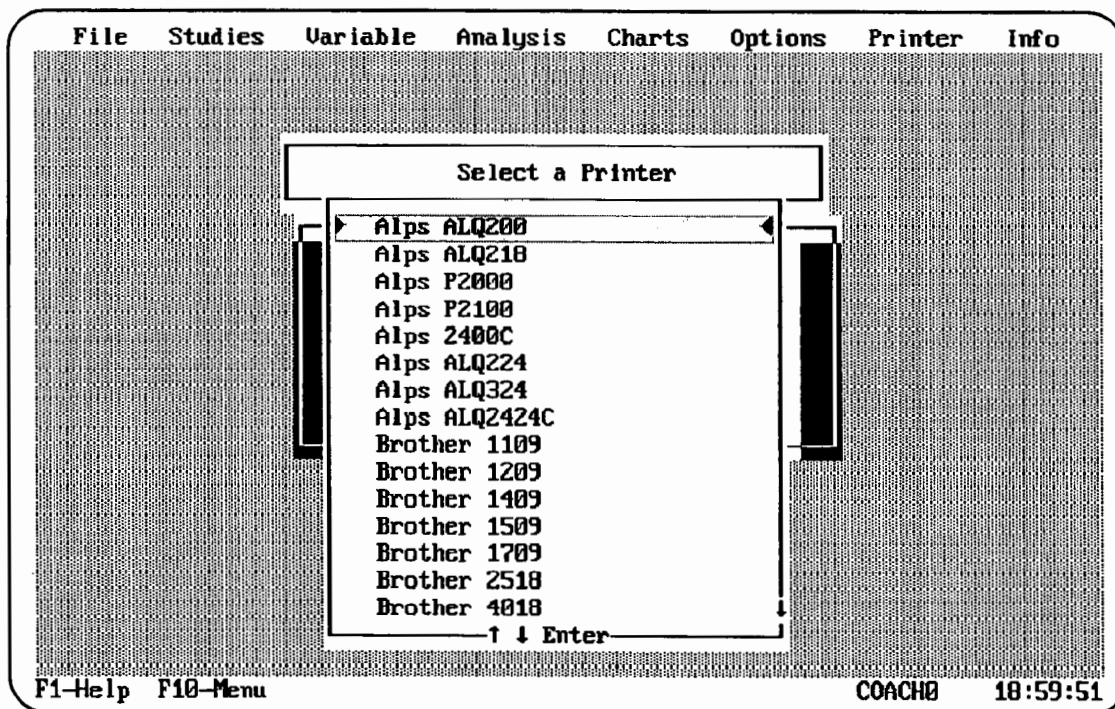 File Studies Variable Analysis Charts Options Printer Info
Select a Printer
Alps ALQ200
Alps ALQ218
Alps P2000
Alps P2100
Alps 2400C
Alps ALQ224
Alps ALQ324
Alps ALQ2424C
Brother 1109
Brother 1209
Brother 1409
Brother 1509
Brother 1709
Brother 2518
Brother 4018
↑ ↓ Enter
F1-Help F10-Menu COACH0 18:59:51